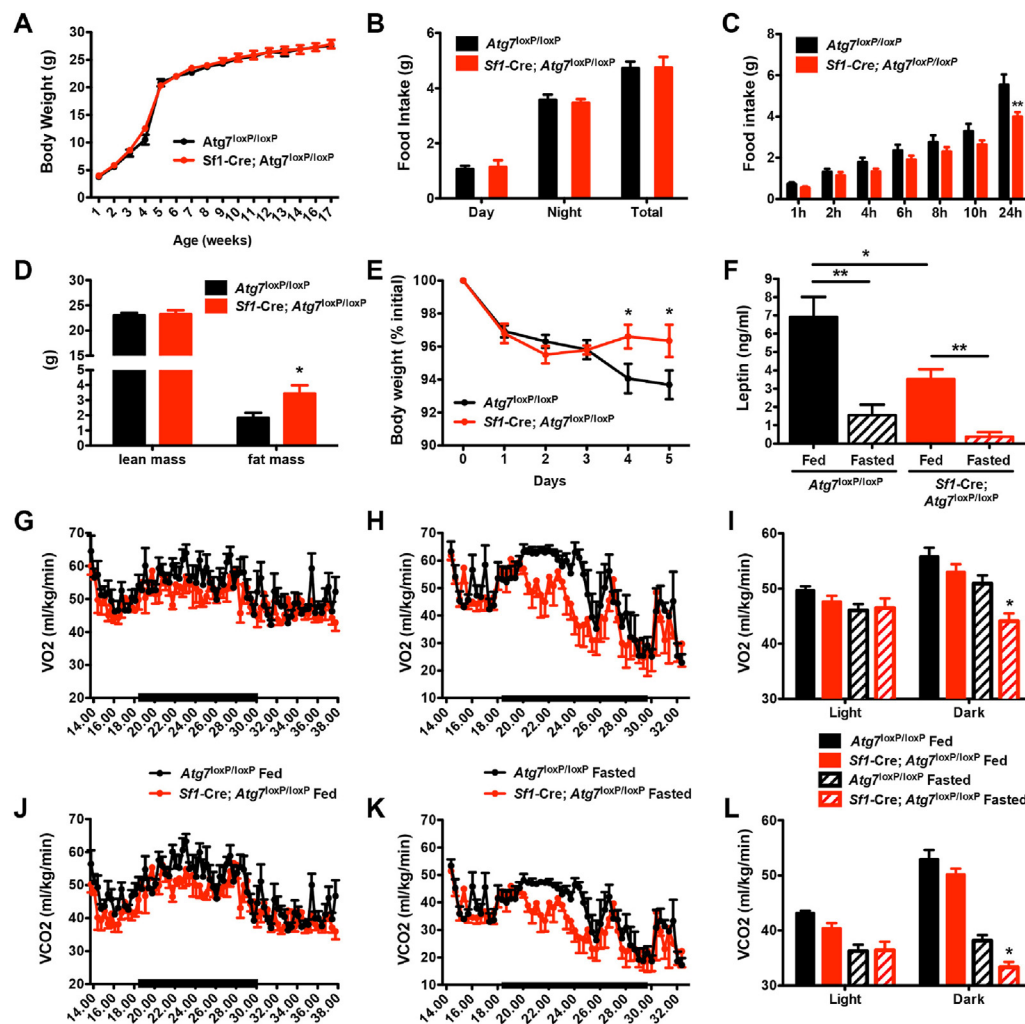 A
Body Weight (g)
30
25
20
15
10
5
0
Atg7loxP/loxP
Sf1-Cre; Atg7loxP/loxP
1 2 3 4 5 6 7 8 9 10 11 12 13 14 16 17
Age (weeks)
B
Food Intake (g)
6
4
2
0
Atg7loxP/loxP
Sf1-Cre; Atg7loxP/loxP
Day Night Total
C
Food intake (g)
8
6
4
2
0
Atg7loxP/loxP
Sf1-Cre; Atg7loxP/loxP
**
1h 2h 4h 6h 8h 10h 24h
D
(g)
30
25
20
15
5
4
3
2
1
0
Atg7loxP/loxP
Sf1-Cre; Atg7loxP/loxP
*
lean mass fat mass
E
Body weight (% initial)
100
98
96
94
92
90
* *
Atg7loxP/loxP
Sf1-Cre; Atg7loxP/loxP
0 1 2 3 4 5
Days
F
Leptin (ng/ml)
9
8
7
6
5
4
3
2
1
0
*
**
**
Fed Fasted Fed Fasted
Atg7loxP/loxP
Sf1-Cre;
Atg7loxP/loxP
G
VO2 (ml/kg/min)
70
60
50
40
30
20
14.00 16.00 18.00 20.00 22.00 24.00 26.00 28.00 30.00 32.00 34.00 36.00 38.00
H
VO2 (ml/kg/min)
70
60
50
40
30
20
10
14.00 16.00 18.00 20.00 22.00 24.00 26.00 28.00 30.00 32.00
I
VO2 (ml/kg/min)
60
50
40
30
*
Light Dark
Atg7loxP/loxP Fed
Sf1-Cre; Atg7loxP/loxP Fed
Atg7loxP/loxP Fasted
Sf1-Cre; Atg7loxP/loxP Fasted
Atg7loxP/loxP Fed
Sf1-Cre; Atg7loxP/loxP Fed
Atg7loxP/loxP Fasted
Sf1-Cre; Atg7loxP/loxP Fasted
J
VCO2 (ml/kg/min)
70
60
50
40
30
20
14.00 16.00 18.00 20.00 22.00 24.00 26.00 28.00 30.00 32.00 34.00 36.00 38.00
K
VCO2 (ml/kg/min)
70
60
50
40
30
20
10
14.00 16.00 18.00 20.00 22.00 24.00 26.00 28.00 30.00 32.00
L
VCO2 (ml/kg/min)
60
50
40
30
*
Light Dark